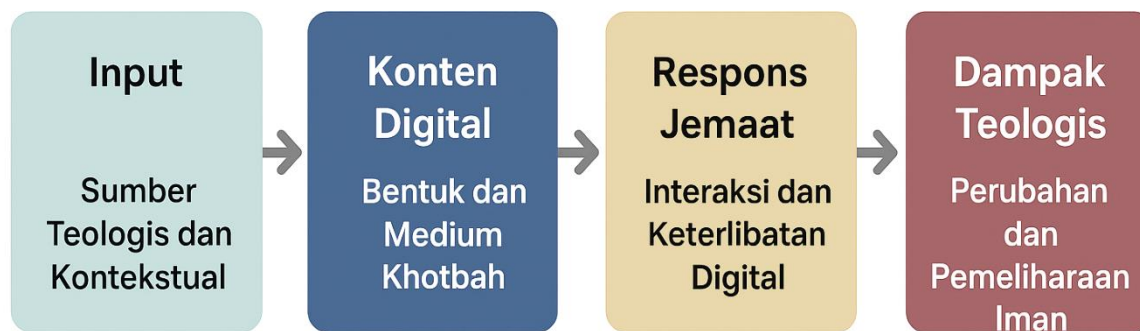 Input
Sumber
Teologis dan
Kontekstual
Konten
Digital
Bentuk dan
Medium
Khotbah
Respons
Jemaat
Interaksi dan
Keterlibatan
Digital
Dampak
Teologis
Perubahan
dan
Pemeliharaan
Iman